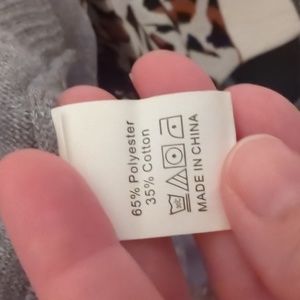 65% Polyester
35% Cotton
MADE IN CHINA